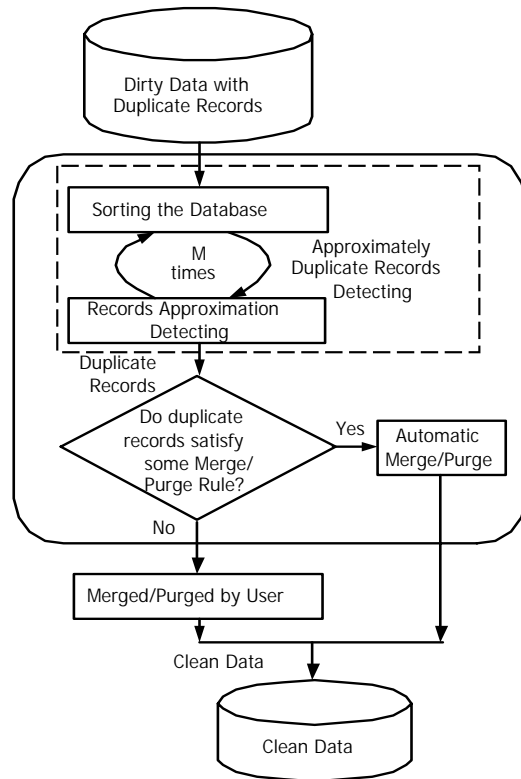 Dirty Data with
Duplicate Records
Sorting the Database
M
times
Approximately
Duplicate Records
Detecting
Records Approximation
Detecting
Duplicate
Records
Do duplicate
records satisfy
some Merge/
Purge Rule?
Yes
Automatic
Merge/Purge
No
Merged/Purged by User
Clean Data
Clean Data